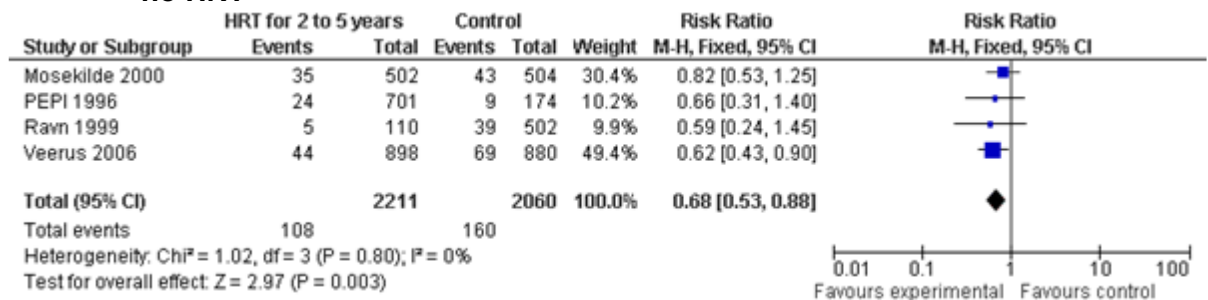 HRT for 2 to 5 years Control Risk Ratio Risk Ratio
Study or Subgroup Events Total Events Total Weight M-H, Fixed, 95% CI M-H, Fixed, 95% CI
Mosekilde 2000 35 502 43 504 30.4% 0.82 [0.53, 1.25]
PEPI 1996 24 701 9 174 10.2% 0.66 [0.31, 1.40]
Ravn 1999 5 110 39 502 9.9% 0.59 [0.24, 1.45]
Veerus 2006 44 898 69 880 49.4% 0.62 [0.43, 0.90]
Total (95% CI) 2211 2060 100.0% 0.68 [0.53, 0.88]
Total events 108 160
Heterogeneity: Chi² = 1.02, df = 3 (P = 0.80); I² = 0%
Test for overall effect: Z = 2.97 (P = 0.003)
0.01 0.1 1 10 100
Favours experimental Favours control